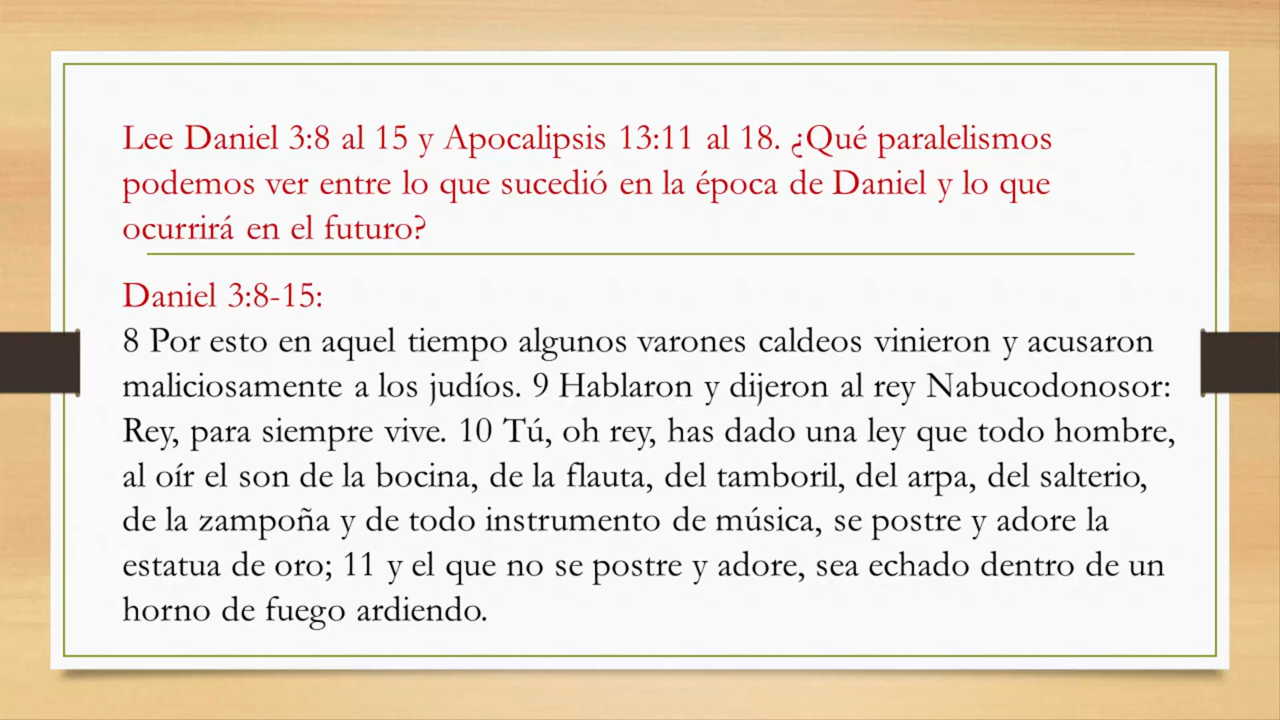 Lee Daniel 3:8 al 15 y Apocalipsis 13:11 al 18. ¿Qué paralelismos
podemos ver entre lo que sucedió en la época de Daniel y lo que
ocurrirá en el futuro?
Daniel 3:8-15:
8 Por esto en aquel tiempo algunos varones caldeos vinieron y acusaron
maliciosamente a los judíos. 9 Hablaron y dijeron al rey Nabucodonosor:
Rey, para siempre vive. 10 Tú, oh rey, has dado una ley que todo hombre,
al oír el son de la bocina, de la flauta, del tamboril, del arpa, del salterio,
de la zampoña y de todo instrumento de música, se postre y adore la
estatua de oro; 11 y el que no se postre y adore, sea echado dentro de un
horno de fuego ardiendo.